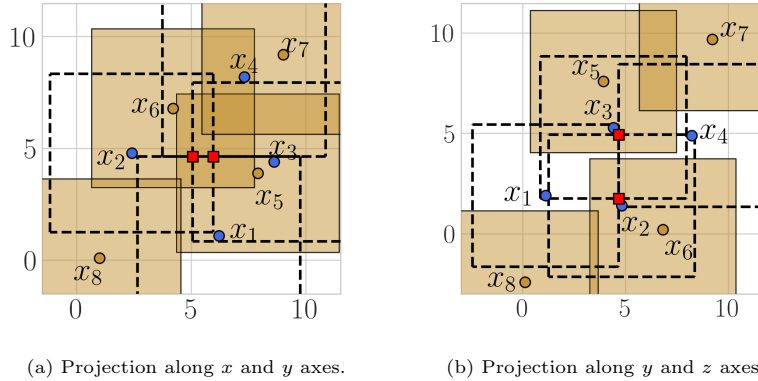 10
5
0
0
5
10
x₇
x₄
x₆
x₂
x₃
x₅
x₁
x₈
10
5
0
0
5
10
x₇
x₅
x₃
x₄
x₁
x₂
x₆
x₈
(a) Projection along x and y axes.
(b) Projection along y and z axes